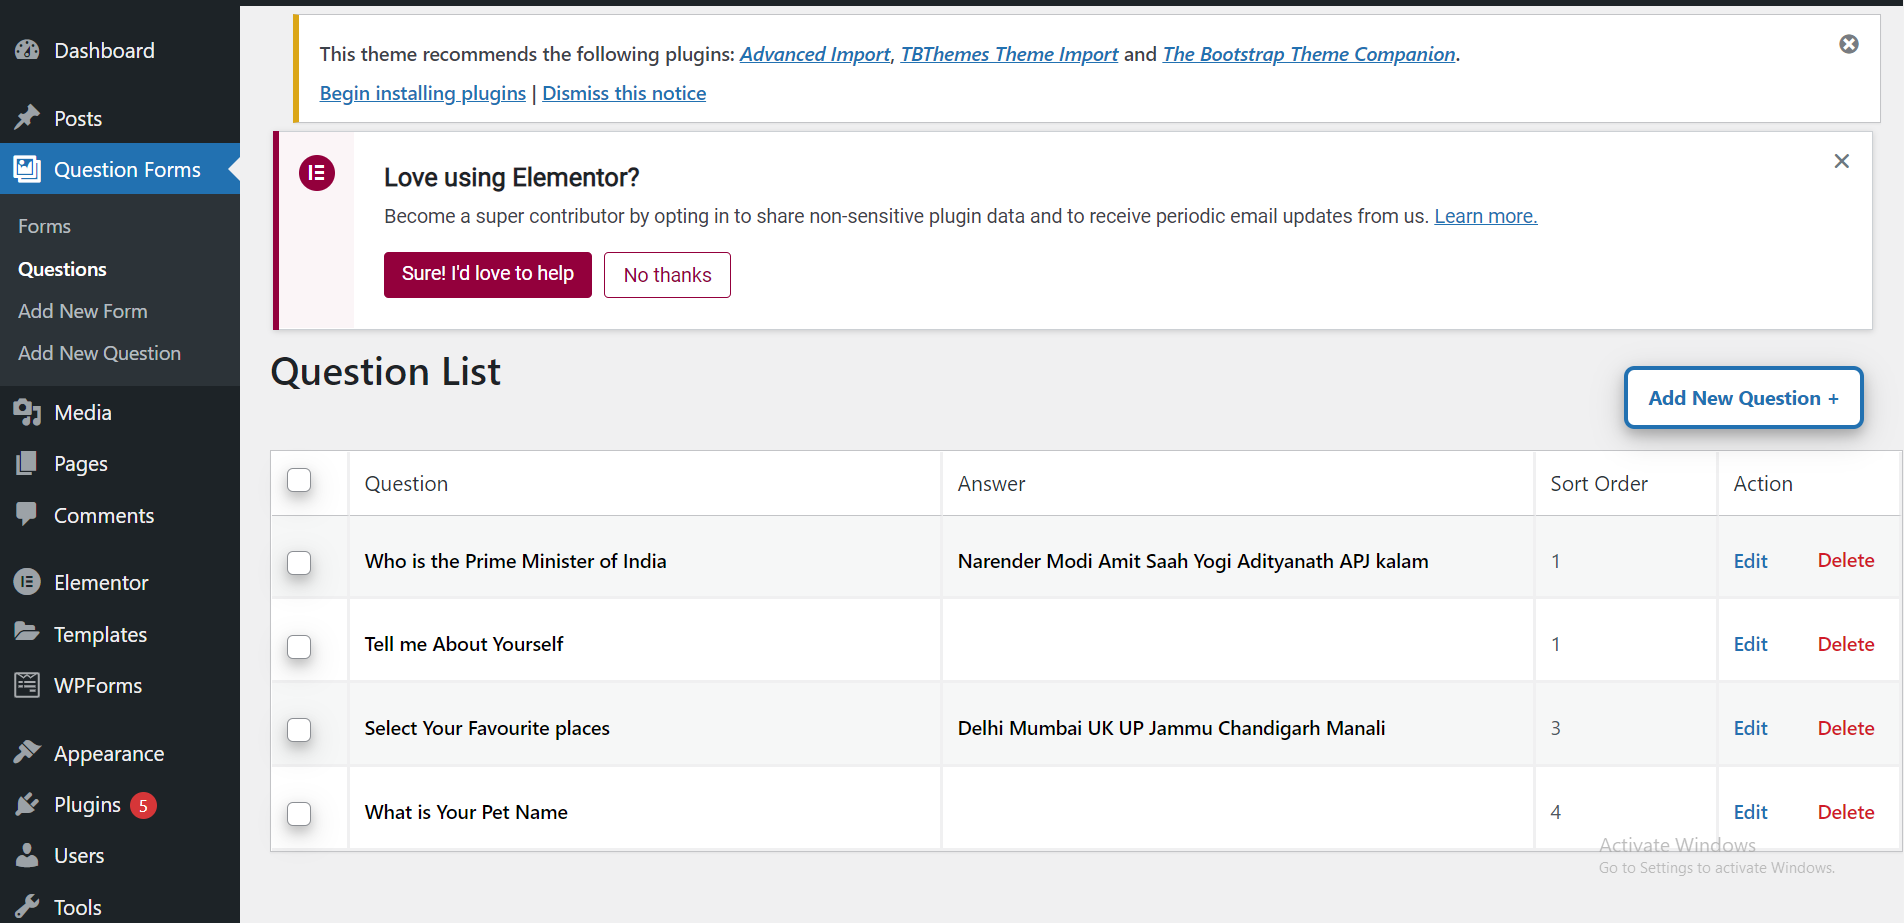 Dashboard
Posts
Question Forms
Forms
Questions
Add New Form
Add New Question
Media
Pages
Comments
Elementor
Templates
WPForms
Appearance
Plugins 5
Users
Tools
This theme recommends the following plugins: Advanced Import, TBThemes Theme Import and The Bootstrap Theme Companion.
Begin installing plugins | Dismiss this notice
Love using Elementor?
Become a super contributor by opting in to share non-sensitive plugin data and to receive periodic email updates from us. Learn more.
Sure! I'd love to help No thanks
Question List
Add New Question +
Question Answer Sort Order Action
Who is the Prime Minister of India Narender Modi Amit Saah Yogi Adityanath APJ kalam 1 Edit Delete
Tell me About Yourself 1 Edit Delete
Select Your Favourite places Delhi Mumbai UK UP Jammu Chandigarh Manali 3 Edit Delete
What is Your Pet Name 4 Edit Delete
Activate Windows
Go to Settings to activate Windows.